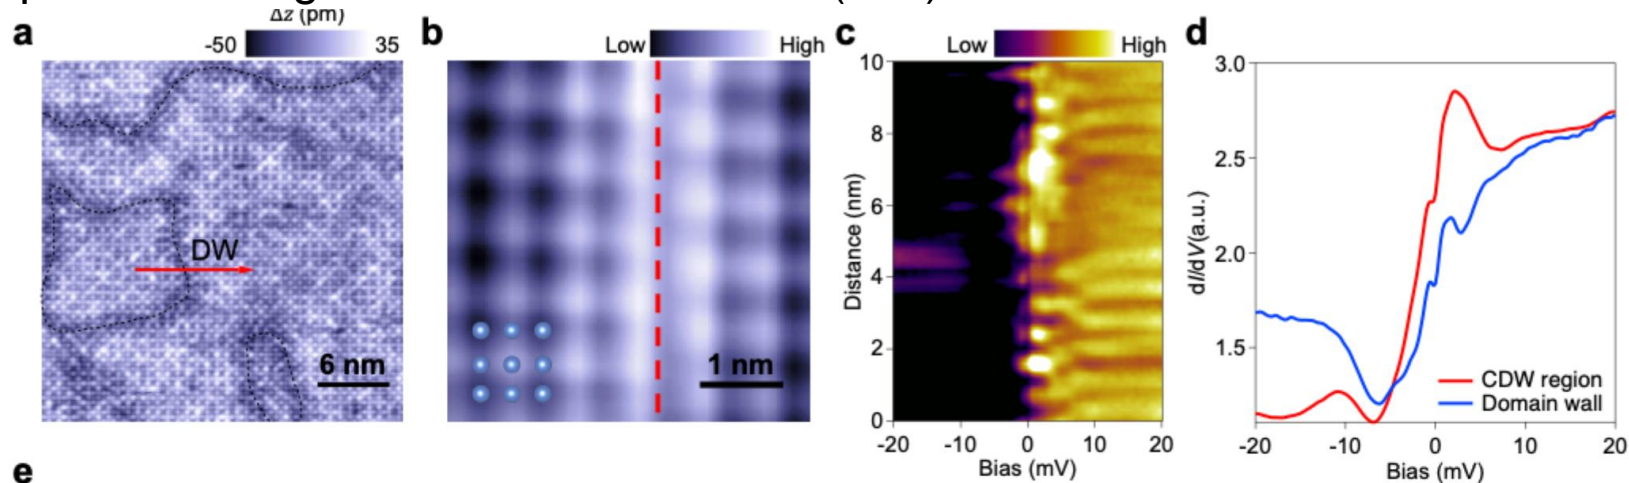 a
Δz (pm)
-50
35
DW
6 nm
b
Low
High
1 nm
c
Low
High
Distance (nm)
10
8
6
4
2
0
-20
-10
0
10
20
Bias (mV)
d
dI/dV(a.u.)
3.0
2.5
2.0
1.5
CDW region
Domain wall
-20
-10
0
10
20
Bias (mV)
e